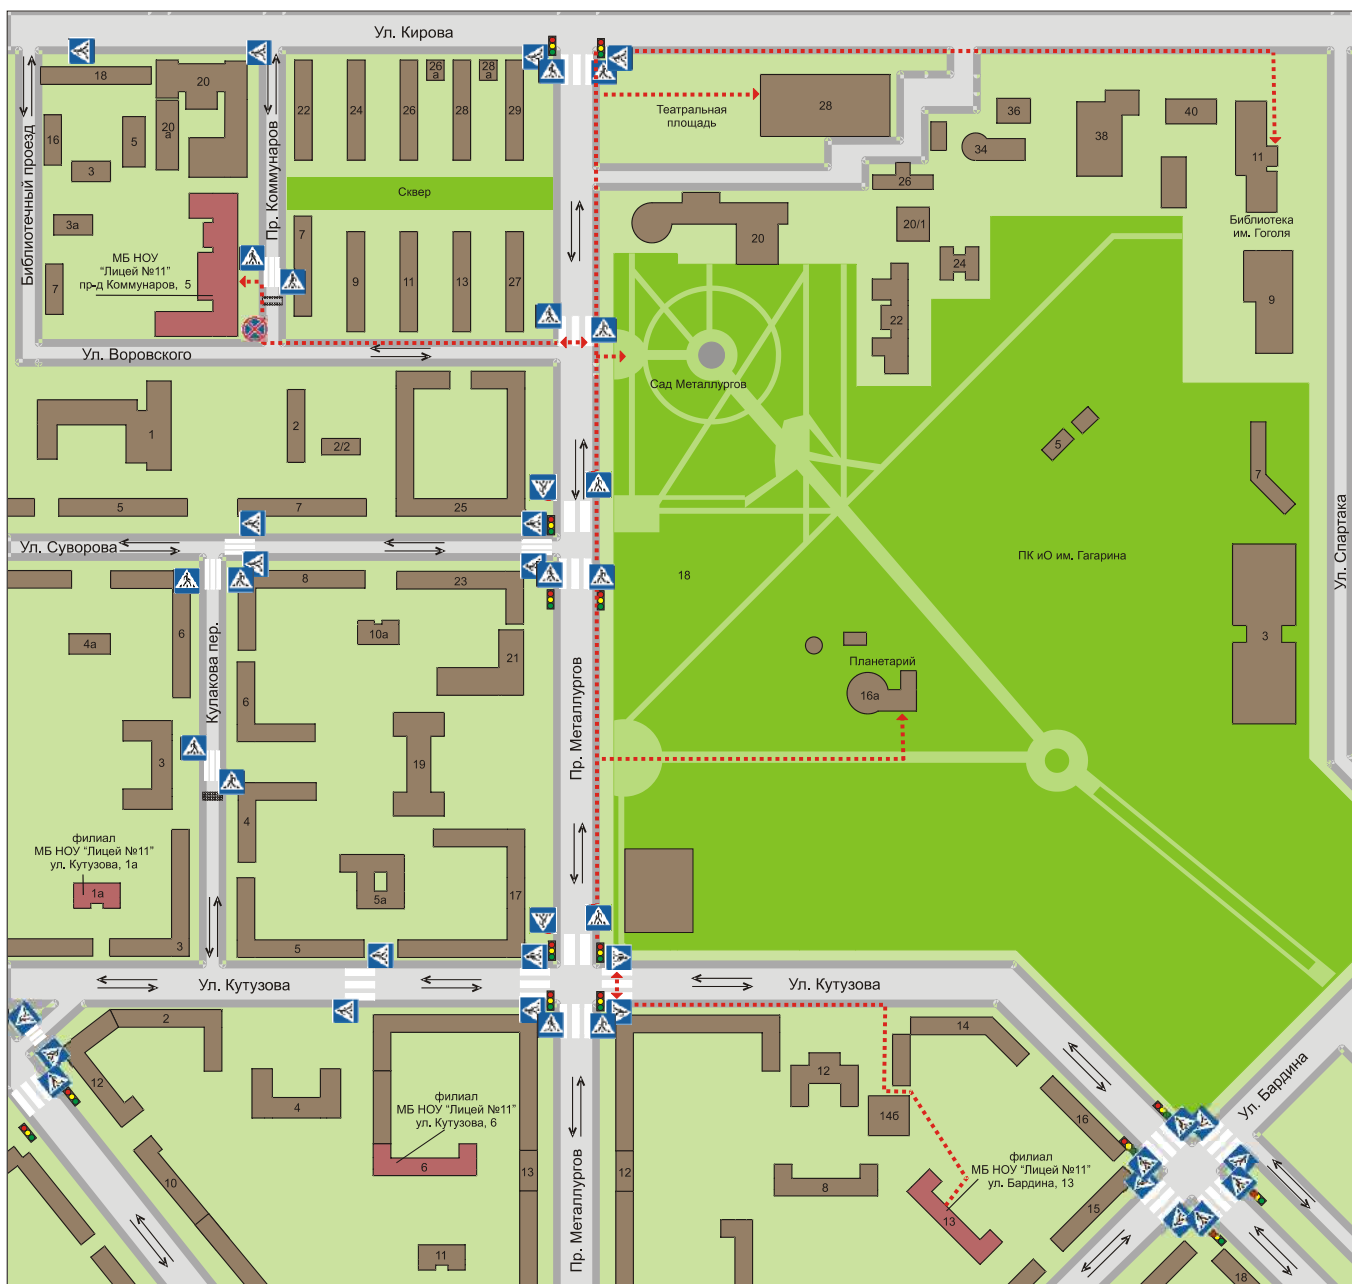 Ул. Кирова
18
20
26
а
28
а
22
24
26
28
29
Театральная
площадь
28
36
40
38
34
11
16
5
20
а
3
Библиотечный проезд
Пр. Коммунаров
Сквер
26
3а
7
20
20/1
Библиотека
им. Гоголя
МБ НОУ
"Лицей №11"
пр-д Коммунаров, 5
7
9
11
13
27
24
22
9
Ул. Воровского
Сад Металлургов
1
2
2/2
25
5
7
5
7
Ул. Суворова
ПК иО им. Гагарина
Ул. Спартака
8
23
18
6
4а
10а
21
Кулакова пер.
6
Планетарий
16а
3
Пр. Металлургов
3
19
4
филиал
МБ НОУ "Лицей №11"
ул. Кутузова, 1а
1а
5а
17
3
5
Ул. Кутузова
Ул. Кутузова
2
14
12
4
12
Ул. Бардина
филиал
МБ НОУ "Лицей №11"
ул. Кутузова, 6
14б
16
6
13
12
10
филиал
МБ НОУ "Лицей №11"
ул. Бардина, 13
8
13
15
Пр. Металлургов
11
18